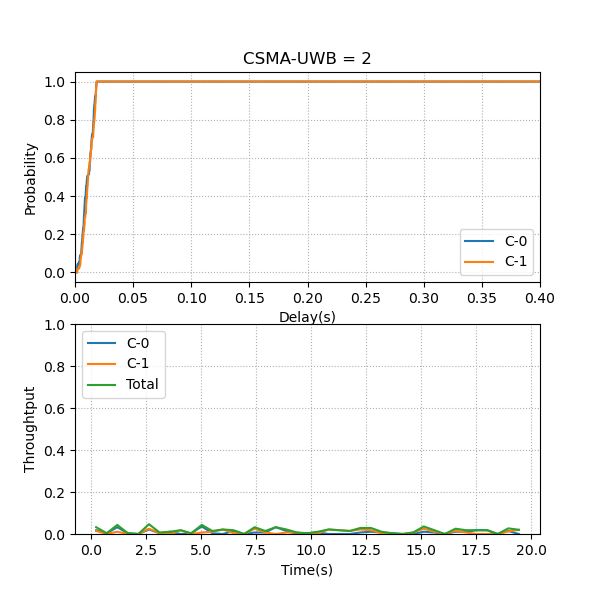 CSMA-UWB = 2
1.0
0.8
0.6
0.4
0.2
0.0
Probability
C-0
C-1
0.00 0.05 0.10 0.15 0.20 0.25 0.30 0.35 0.40
Delay(s)
1.0
0.8
0.6
0.4
0.2
0.0
Throughtput
C-0
C-1
Total
0.0 2.5 5.0 7.5 10.0 12.5 15.0 17.5 20.0
Time(s)